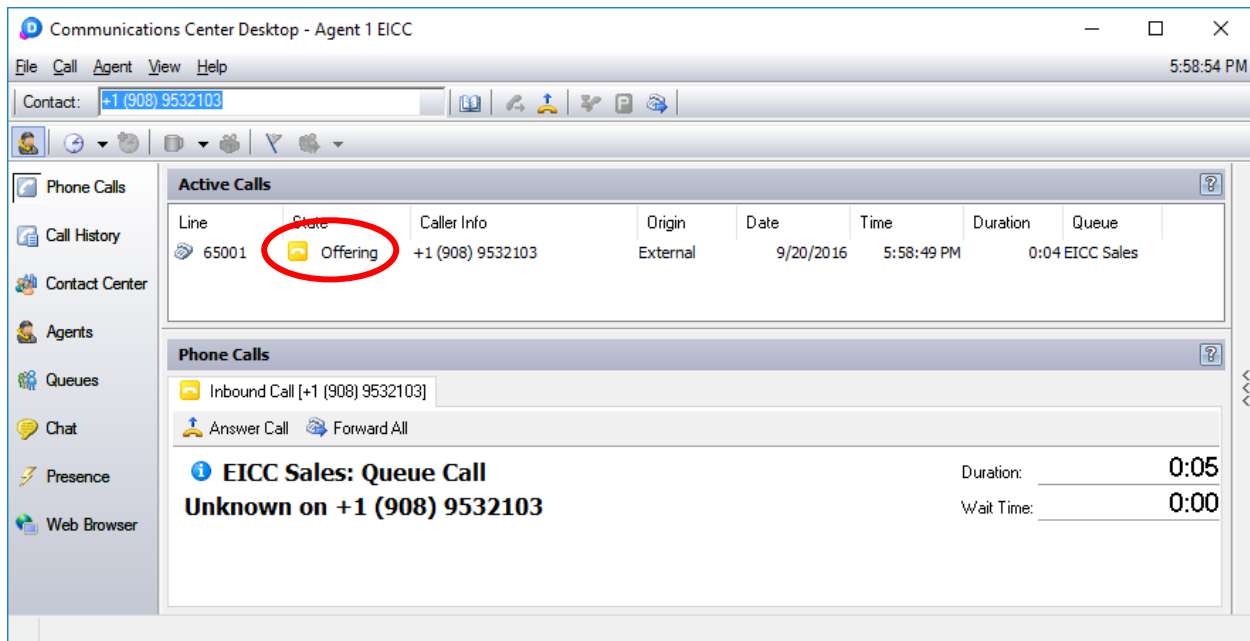 Communications Center Desktop - Agent 1 EICC
File Call Agent View Help 5:58:54 PM
Contact: +1 (908) 9532103
Phone Calls
Call History
Contact Center
Agents
Queues
Chat
Presence
Web Browser
Active Calls
Line State Caller Info Origin Date Time Duration Queue
65001 Offering +1 (908) 9532103 External 9/20/2016 5:58:49 PM 0:04 EICC Sales
Phone Calls
Inbound Call [+1 (908) 9532103]
Answer Call Forward All
EICC Sales: Queue Call
Unknown on +1 (908) 9532103
Duration: 0:05
Wait Time: 0:00